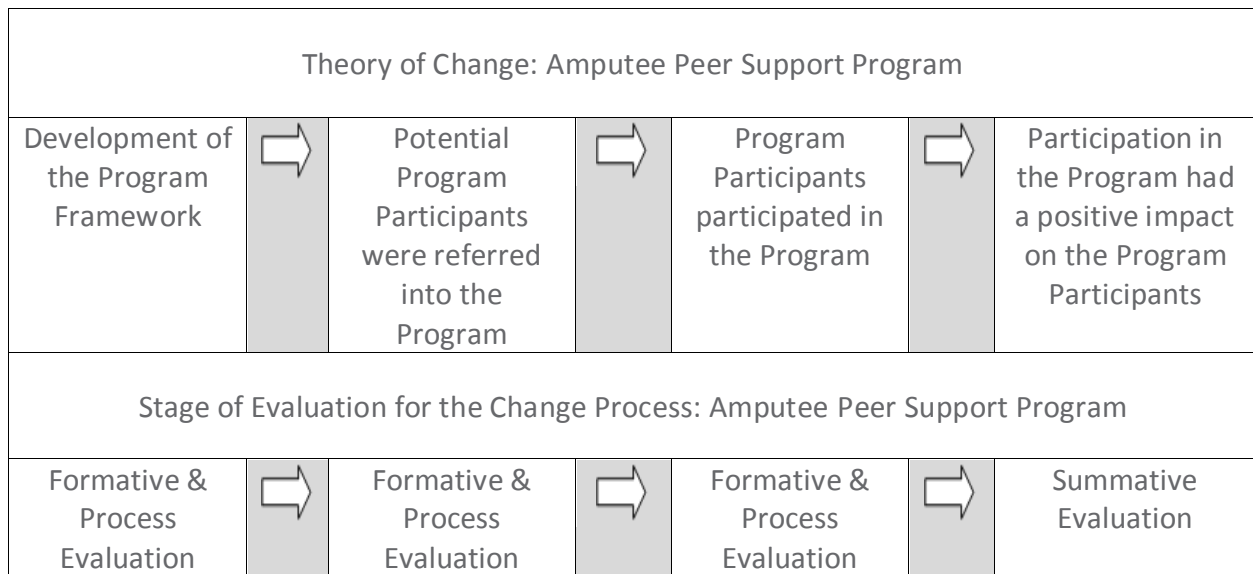 Theory of Change: Amputee Peer Support Program
Development of
the Program
Framework
Potential
Program
Participants
were referred
into the
Program
Program
Participants
participated in
the Program
Participation in
the Program had
a positive impact
on the Program
Participants
Stage of Evaluation for the Change Process: Amputee Peer Support Program
Formative &
Process
Evaluation
Formative &
Process
Evaluation
Formative &
Process
Evaluation
Summative
Evaluation